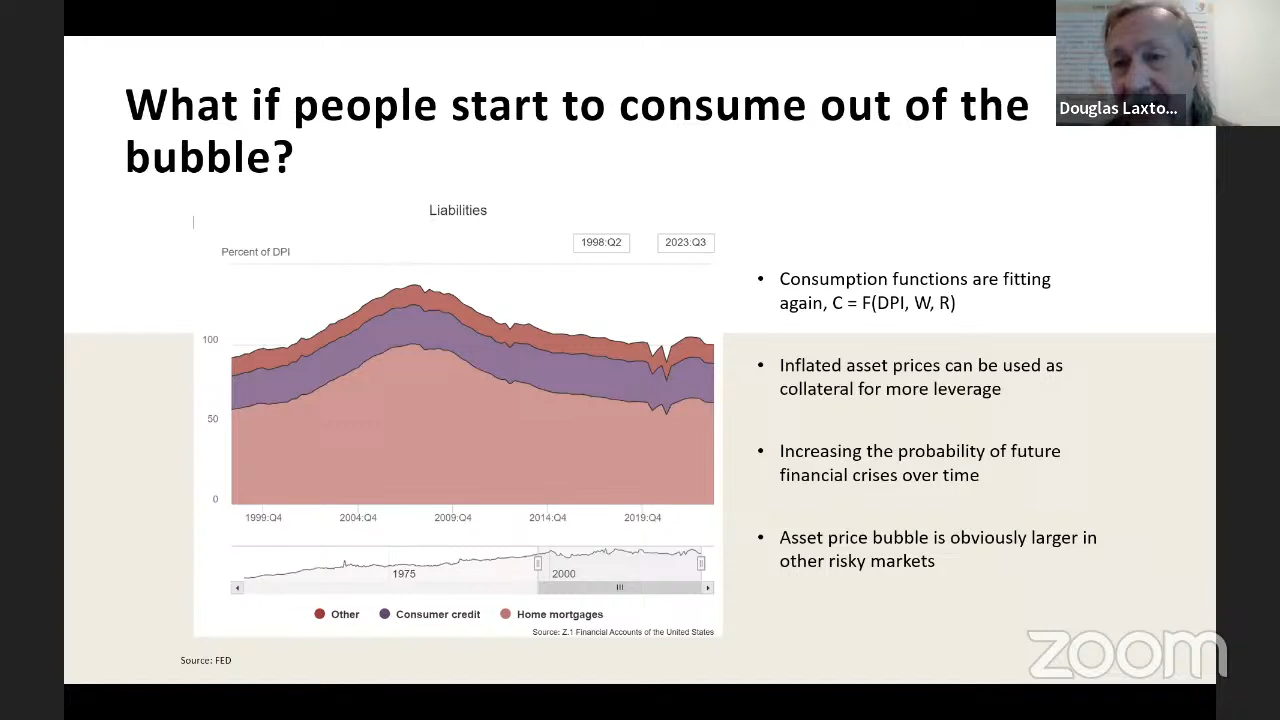 What if people start to consume out of the
bubble?
Douglas Laxto...
Liabilities
1998:Q2
2023:Q3
Percent of DPI
100
50
0
1999:Q4
2004:Q4
2009:Q4
2014:Q4
2019:Q4
1975
2000
Other
Consumer credit
Home mortgages
Source: Z.1 Financial Accounts of the United States
• Consumption functions are fitting
again, C = F(DPI, W, R)
• Inflated asset prices can be used as
collateral for more leverage
• Increasing the probability of future
financial crises over time
• Asset price bubble is obviously larger in
other risky markets
Source: FED
zoom